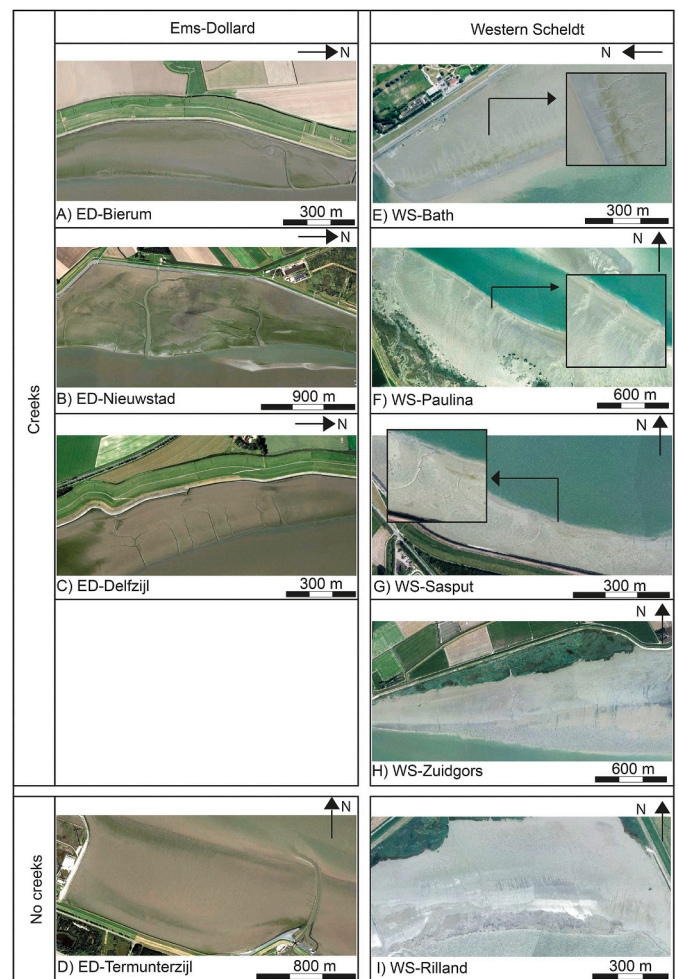 Ems-Dollard
Western Scheldt
Creeks
No creeks
N
A) ED-Bierum
300 m
N
B) ED-Nieuwstad
900 m
N
C) ED-Delfzijl
300 m
N
D) ED-Termunterzijl
800 m
N
E) WS-Bath
300 m
N
F) WS-Paulina
600 m
N
G) WS-Sasput
300 m
N
H) WS-Zuidgors
600 m
N
I) WS-Rilland
300 m